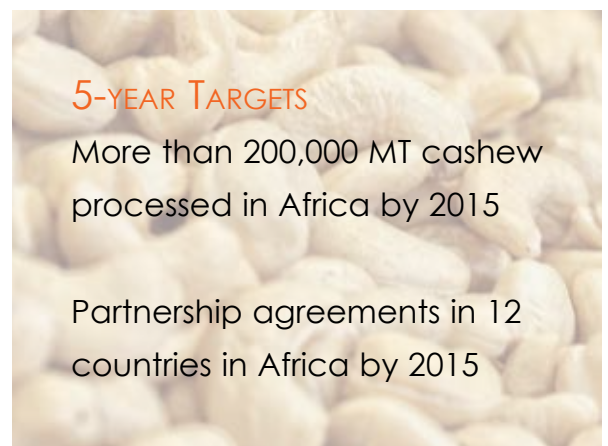 5-YEAR TARGETS
More than 200,000 MT cashew
processed in Africa by 2015
Partnership agreements in 12
countries in Africa by 2015